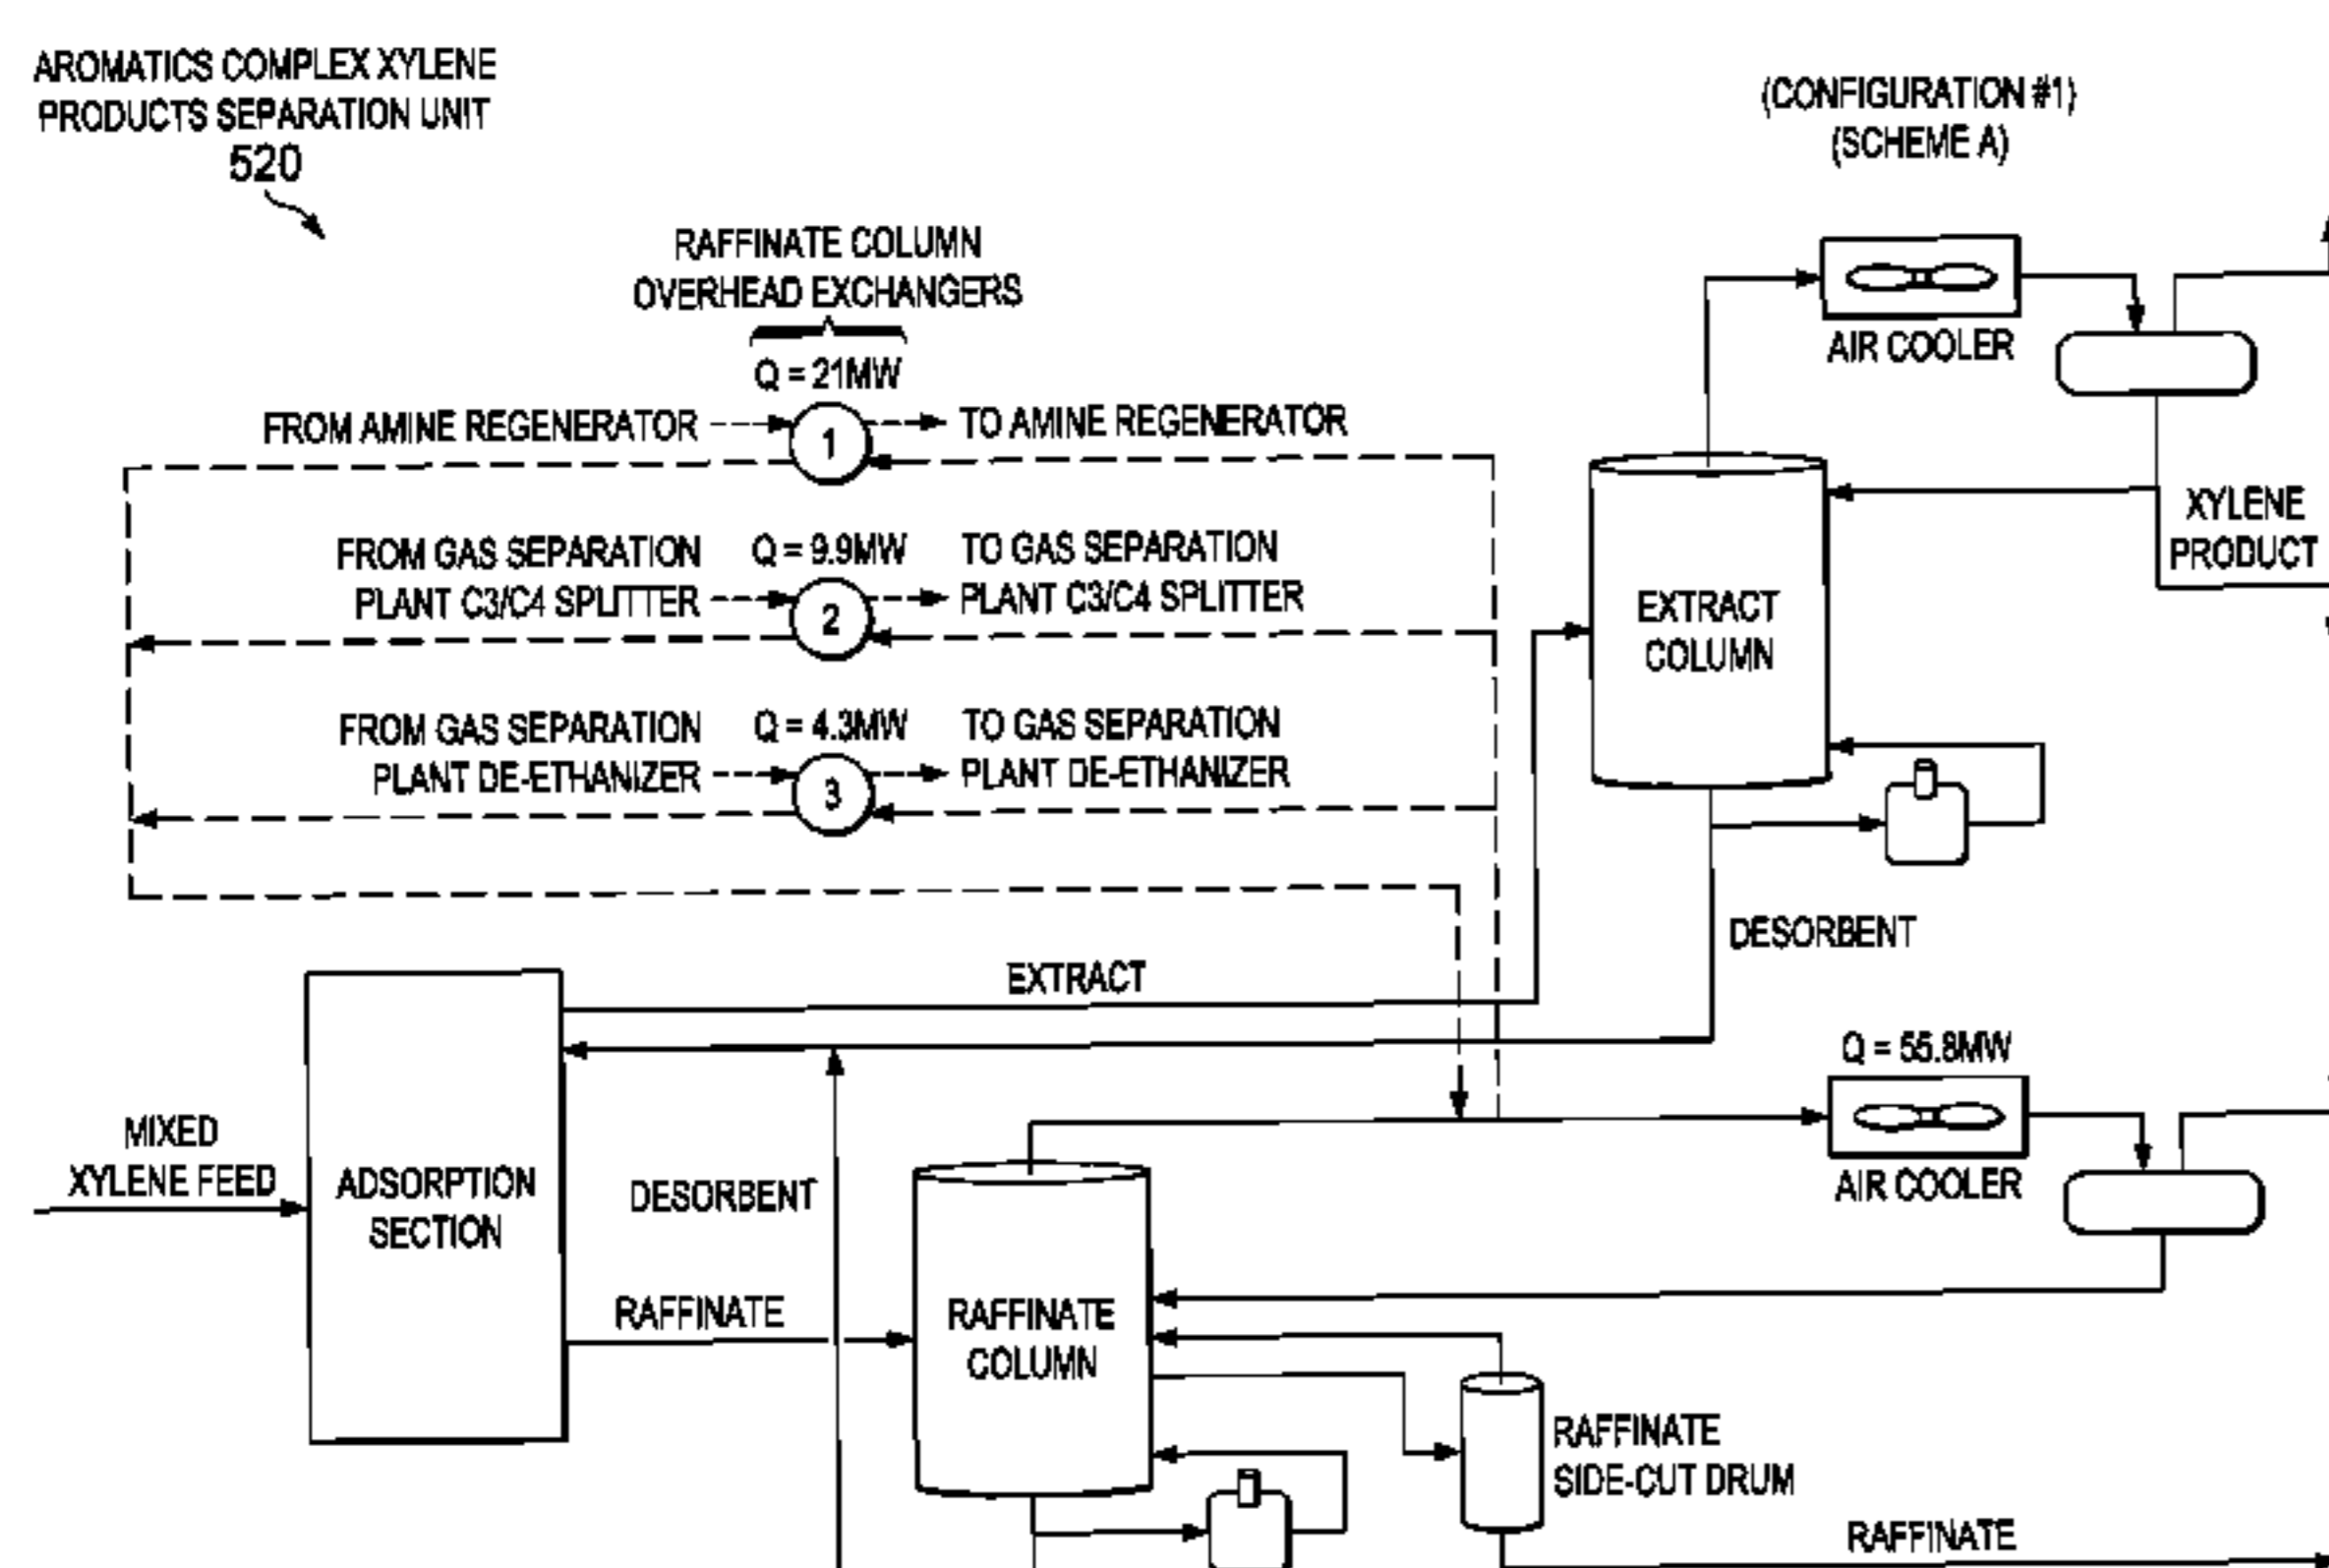 AROMATICS COMPLEX XYLENE
PRODUCTS SEPARATION UNIT
520
(CONFIGURATION #1)
(SCHEME A)
RAFFINATE COLUMN
OVERHEAD EXCHANGERS
Q = 21MW
FROM AMINE REGENERATOR
1
TO AMINE REGENERATOR
AIR COOLER
FROM GAS SEPARATION
PLANT C3/C4 SPLITTER
Q = 9.9MW
2
TO GAS SEPARATION
PLANT C3/C4 SPLITTER
XYLENE
PRODUCT
EXTRACT
COLUMN
FROM GAS SEPARATION
PLANT DE-ETHANIZER
Q = 4.3MW
3
TO GAS SEPARATION
PLANT DE-ETHANIZER
DESORBENT
EXTRACT
Q = 55.8MW
AIR COOLER
MIXED
XYLENE FEED
ADSORPTION
SECTION
DESORBENT
RAFFINATE
RAFFINATE
COLUMN
RAFFINATE
SIDE-CUT DRUM
RAFFINATE